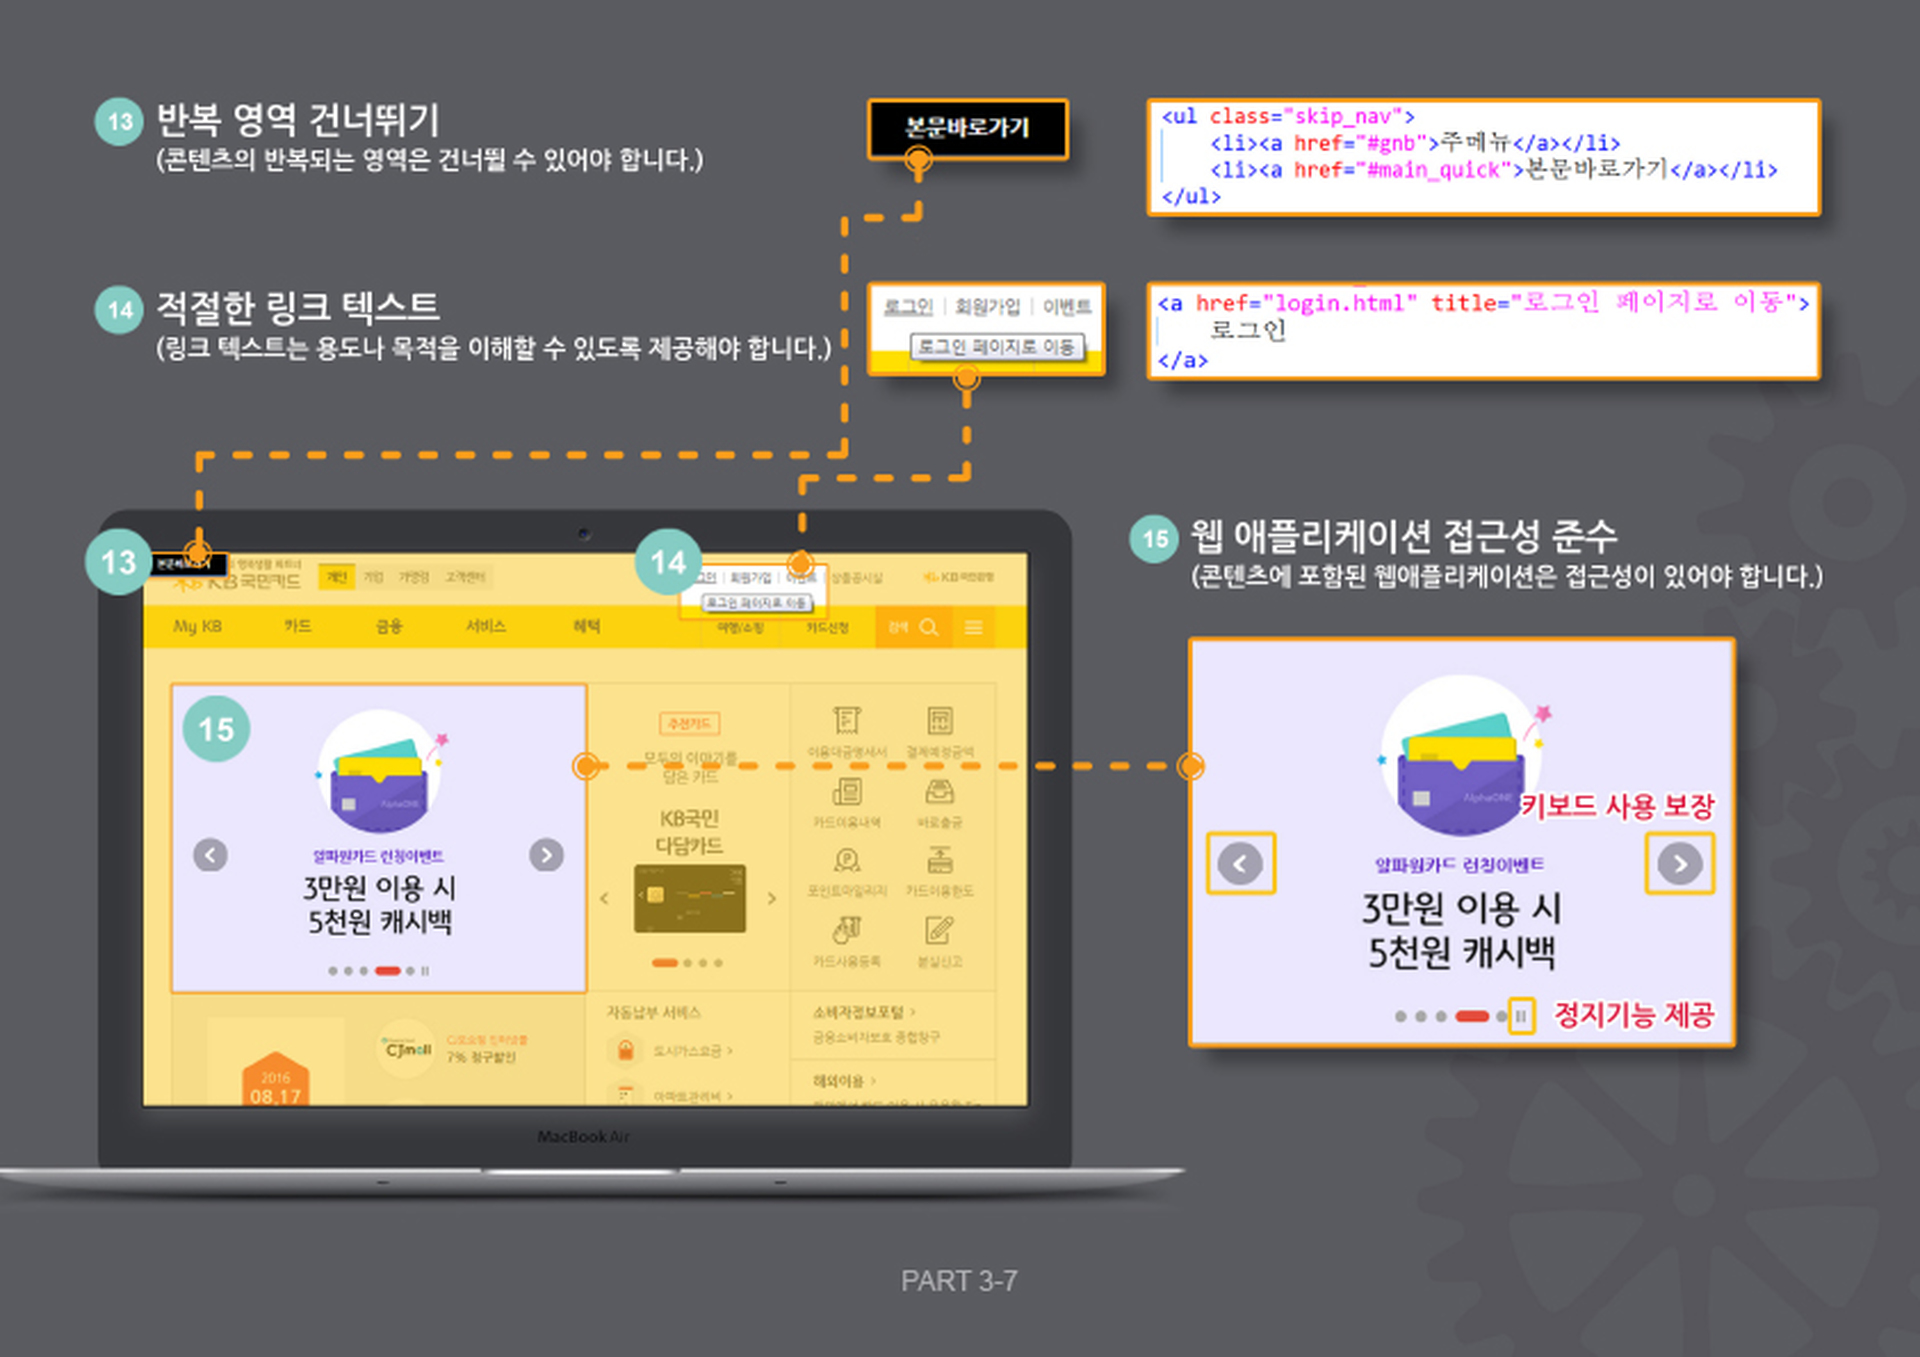 13 반복 영역 건너뛰기
(콘텐츠의 반복되는 영역은 건너뛸 수 있어야 합니다.)
본문바로가기
<ul class="skip_nav">
<li><a href="#gnb">주메뉴</a></li>
<li><a href="#main_quick">본문바로가기</a></li>
</ul>
14 적절한 링크 텍스트
(링크 텍스트는 용도나 목적을 이해할 수 있도록 제공해야 합니다.)
로그인 | 회원가입 | 이벤트
로그인 페이지로 이동
<a href="login.html" title="로그인 페이지로 이동">
로그인
</a>
13
14
KB국민카드 개인 기업 가맹점 고객센터
회원가입 이벤트 상품공시실 KB국민은행
로그인 페이지로 이동
My KB 카드 금융 서비스 혜택 여행/쇼핑 카드신청 검색
15
알파원카드 런칭이벤트
3만원 이용 시
5천원 캐시백
추천카드
모두의 이야기를
담은 카드
KB국민
다담카드
이용대금명세서 결제예정금액
카드이용내역 바로출금
포인트마일리지 카드이용한도
카드사용등록 분실신고
2016
08.17
CJmall
7% 청구할인
자동납부 서비스
도시가스요금 >
아파트관리비 >
소비자정보포털 >
금융소비자보호 종합창구
해외이용 >
MacBook Air
15 웹 애플리케이션 접근성 준수
(콘텐츠에 포함된 웹애플리케이션은 접근성이 있어야 합니다.)
AlphaONE
키보드 사용 보장
알파원카드 런칭이벤트
3만원 이용 시
5천원 캐시백
정지기능 제공
PART 3-7